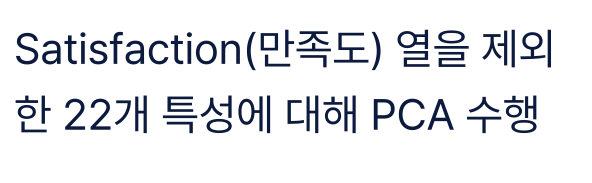 Satisfaction(만족도) 열을 제외
한 22개 특성에 대해 PCA 수행